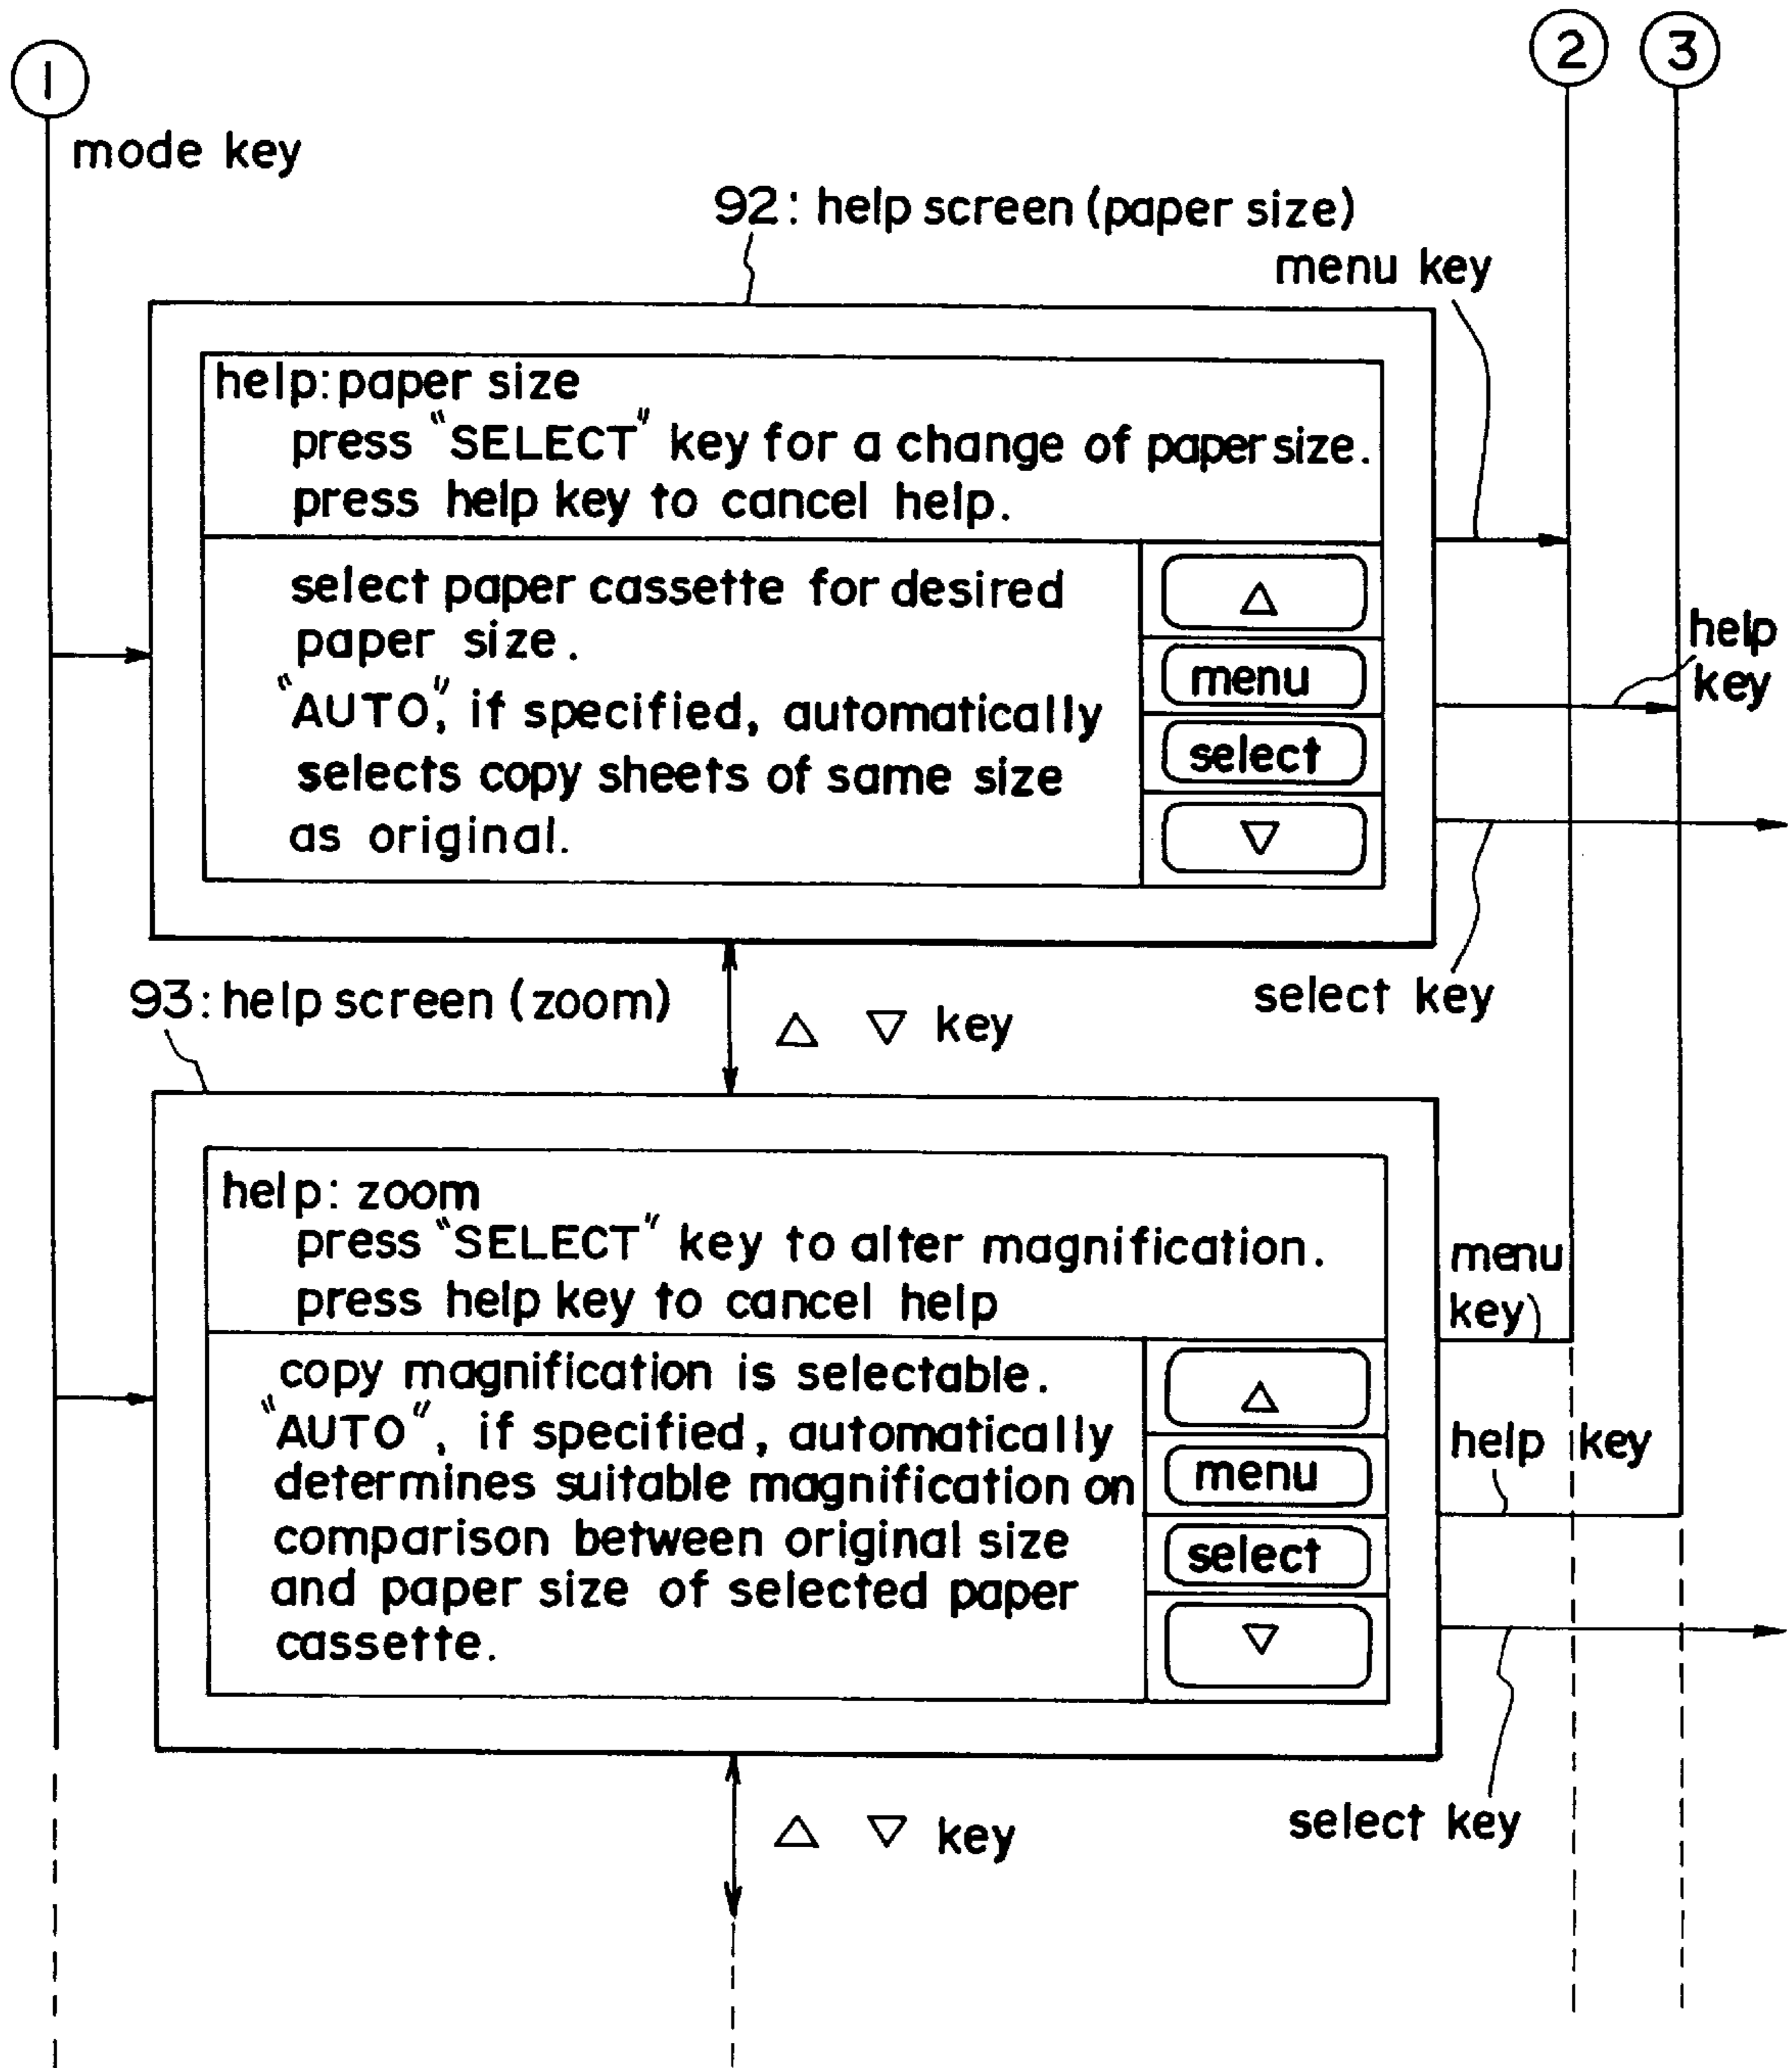 1
2
3
mode key
92: help screen (paper size)
menu key
help: paper size
press "SELECT" key for a change of paper size.
press help key to cancel help.
select paper cassette for desired
paper size.
"AUTO", if specified, automatically
selects copy sheets of same size
as original.
△
menu
select
▽
help
key
select key
93: help screen (zoom)
△ ▽ key
help: zoom
press "SELECT" key to alter magnification.
press help key to cancel help
copy magnification is selectable.
"AUTO", if specified, automatically
determines suitable magnification on
comparison between original size
and paper size of selected paper
cassette.
△
menu
select
▽
menu
key
help key
select key
△ ▽ key